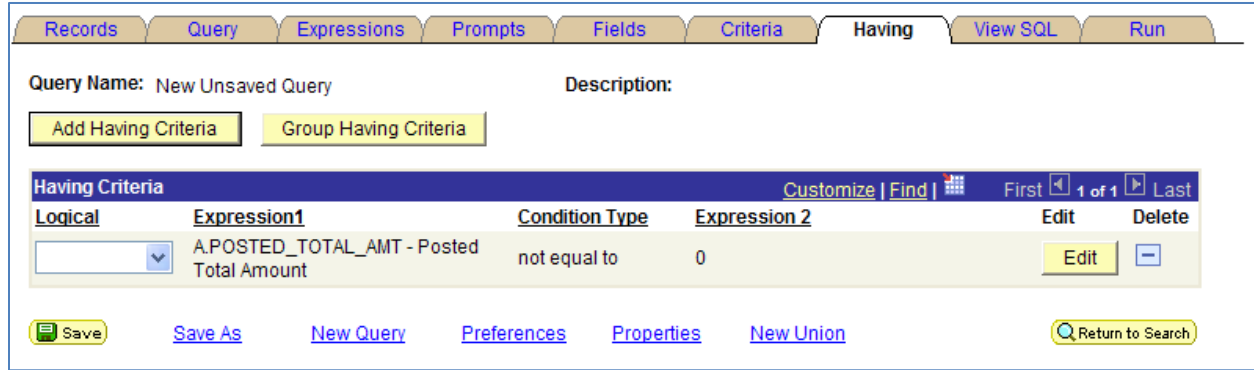 Records Query Expressions Prompts Fields Criteria Having View SQL Run
Query Name: New Unsaved Query Description:
Add Having Criteria Group Having Criteria
Having Criteria Customize | Find | First 1 of 1 Last
Logical Expression1 Condition Type Expression 2 Edit Delete
A.POSTED_TOTAL_AMT - Posted
Total Amount not equal to 0 Edit
Save Save As New Query Preferences Properties New Union Return to Search